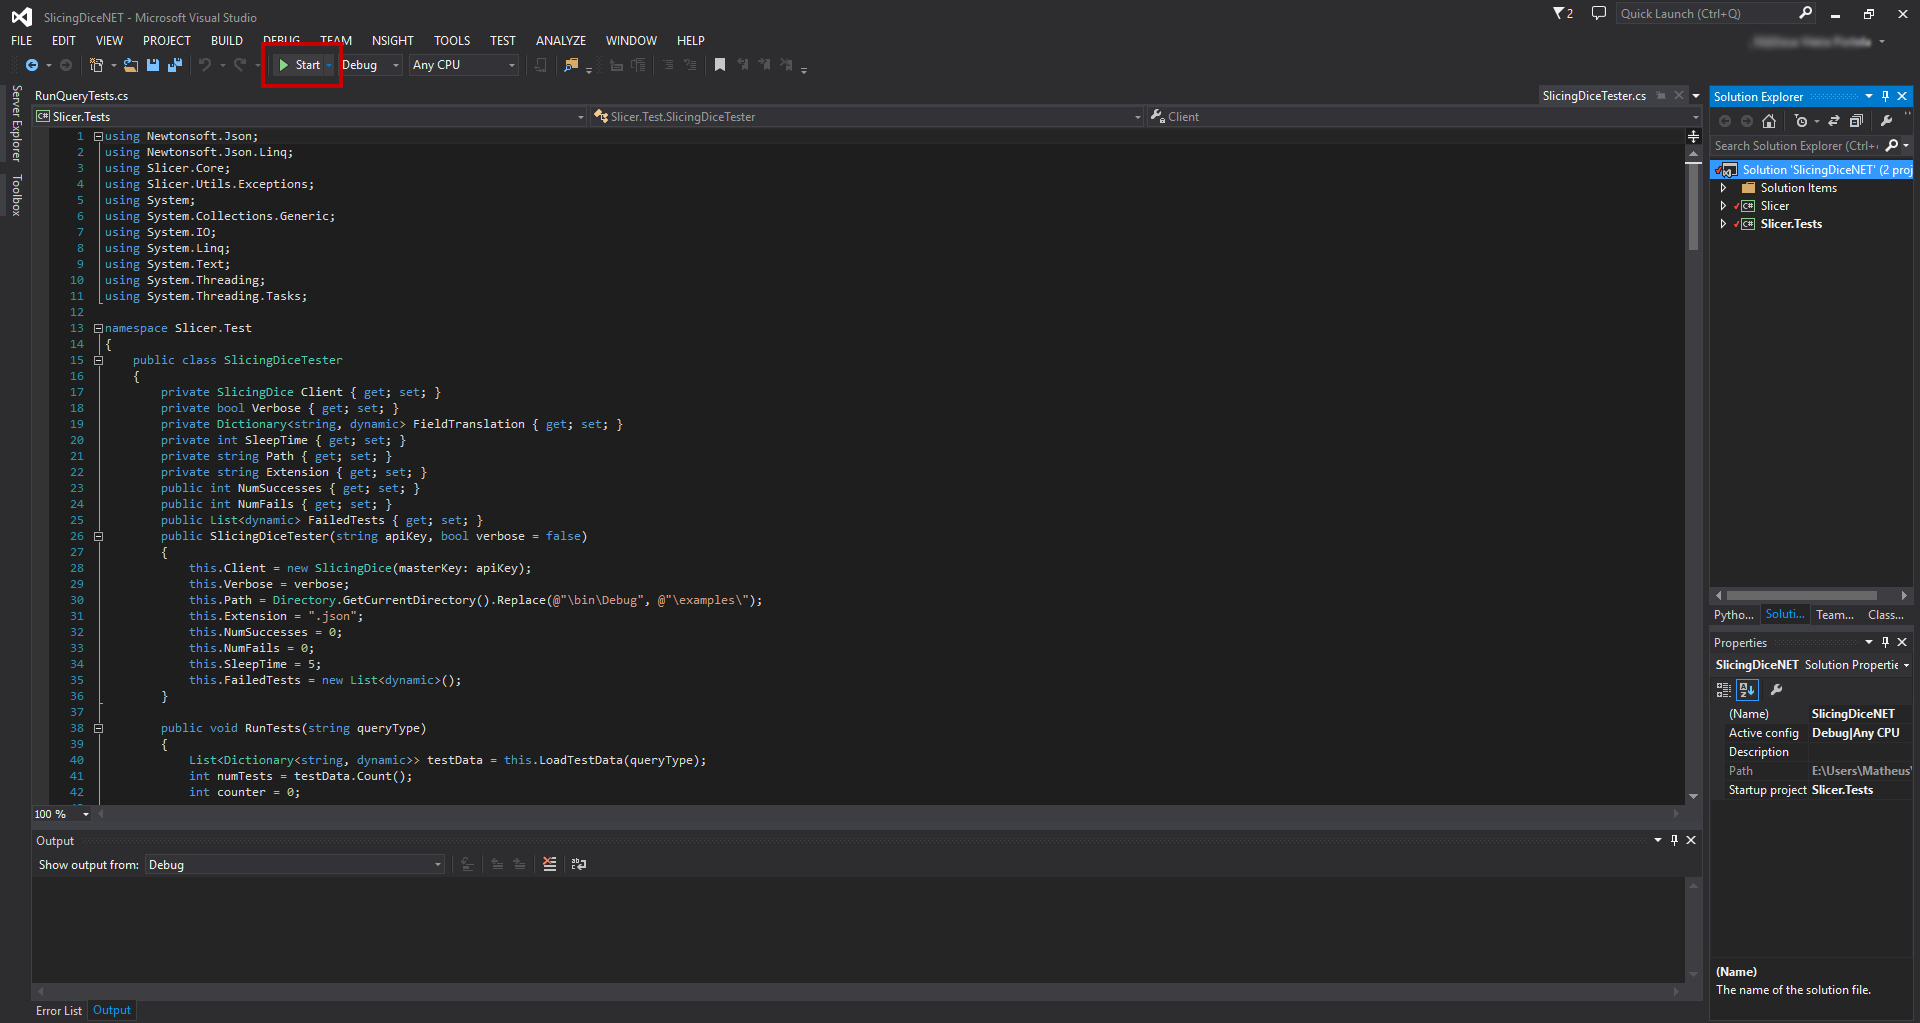 SlicingDiceNET - Microsoft Visual Studio
2
Quick Launch (Ctrl+Q)
FILE EDIT VIEW PROJECT BUILD DEBUG TEAM NSIGHT TOOLS TEST ANALYZE WINDOW HELP
Start Debug Any CPU
Server Explorer
Toolbox
RunQueryTests.cs
SlicingDiceTester.cs
C# Slicer.Tests
Slicer.Test.SlicingDiceTester
Client
1 using Newtonsoft.Json;
2 using Newtonsoft.Json.Linq;
3 using Slicer.Core;
4 using Slicer.Utils.Exceptions;
5 using System;
6 using System.Collections.Generic;
7 using System.IO;
8 using System.Linq;
9 using System.Text;
10 using System.Threading;
11 using System.Threading.Tasks;
12
13 namespace Slicer.Test
14 {
15 public class SlicingDiceTester
16 {
17 private SlicingDice Client { get; set; }
18 private bool Verbose { get; set; }
19 private Dictionary<string, dynamic> FieldTranslation { get; set; }
20 private int SleepTime { get; set; }
21 private string Path { get; set; }
22 private string Extension { get; set; }
23 public int NumSuccesses { get; set; }
24 public int NumFails { get; set; }
25 public List<dynamic> FailedTests { get; set; }
26 public SlicingDiceTester(string apiKey, bool verbose = false)
27 {
28 this.Client = new SlicingDice(masterKey: apiKey);
29 this.Verbose = verbose;
30 this.Path = Directory.GetCurrentDirectory().Replace(@"\bin\Debug", @"\examples\");
31 this.Extension = ".json";
32 this.NumSuccesses = 0;
33 this.NumFails = 0;
34 this.SleepTime = 5;
35 this.FailedTests = new List<dynamic>();
36 }
37
38 public void RunTests(string queryType)
39 {
40 List<Dictionary<string, dynamic>> testData = this.LoadTestData(queryType);
41 int numTests = testData.Count();
42 int counter = 0;
100 %
Output
Show output from: Debug
Error List Output
Solution Explorer
Search Solution Explorer (Ctrl+
Solution 'SlicingDiceNET' (2 proj
Solution Items
C# Slicer
C# Slicer.Tests
Pytho... Soluti... Team... Class...
Properties
SlicingDiceNET Solution Propertie
(Name) SlicingDiceNET
Active config Debug|Any CPU
Description
Path E:\Users\Matheus\
Startup project Slicer.Tests
(Name)
The name of the solution file.